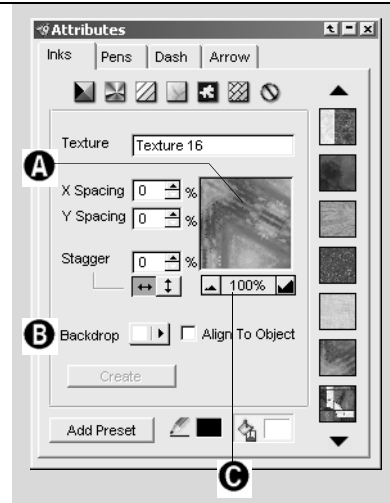 Attributes
Inks Pens Dash Arrow
Texture Texture 16
A
X Spacing 0 %
Y Spacing 0 %
Stagger 0 %
100%
B Backdrop Align To Object
Create
Add Preset
C